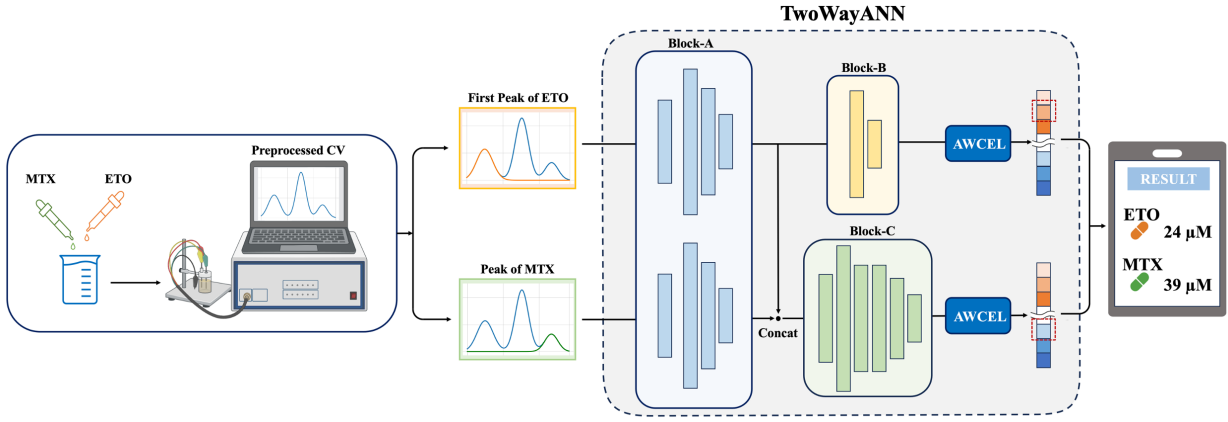 TwoWayANN
Block-A
Block-B
First Peak of ETO
Preprocessed CV
MTX
ETO
AWCEL
RESULT
ETO
24 µM
MTX
39 µM
Block-C
Peak of MTX
Concat
AWCEL